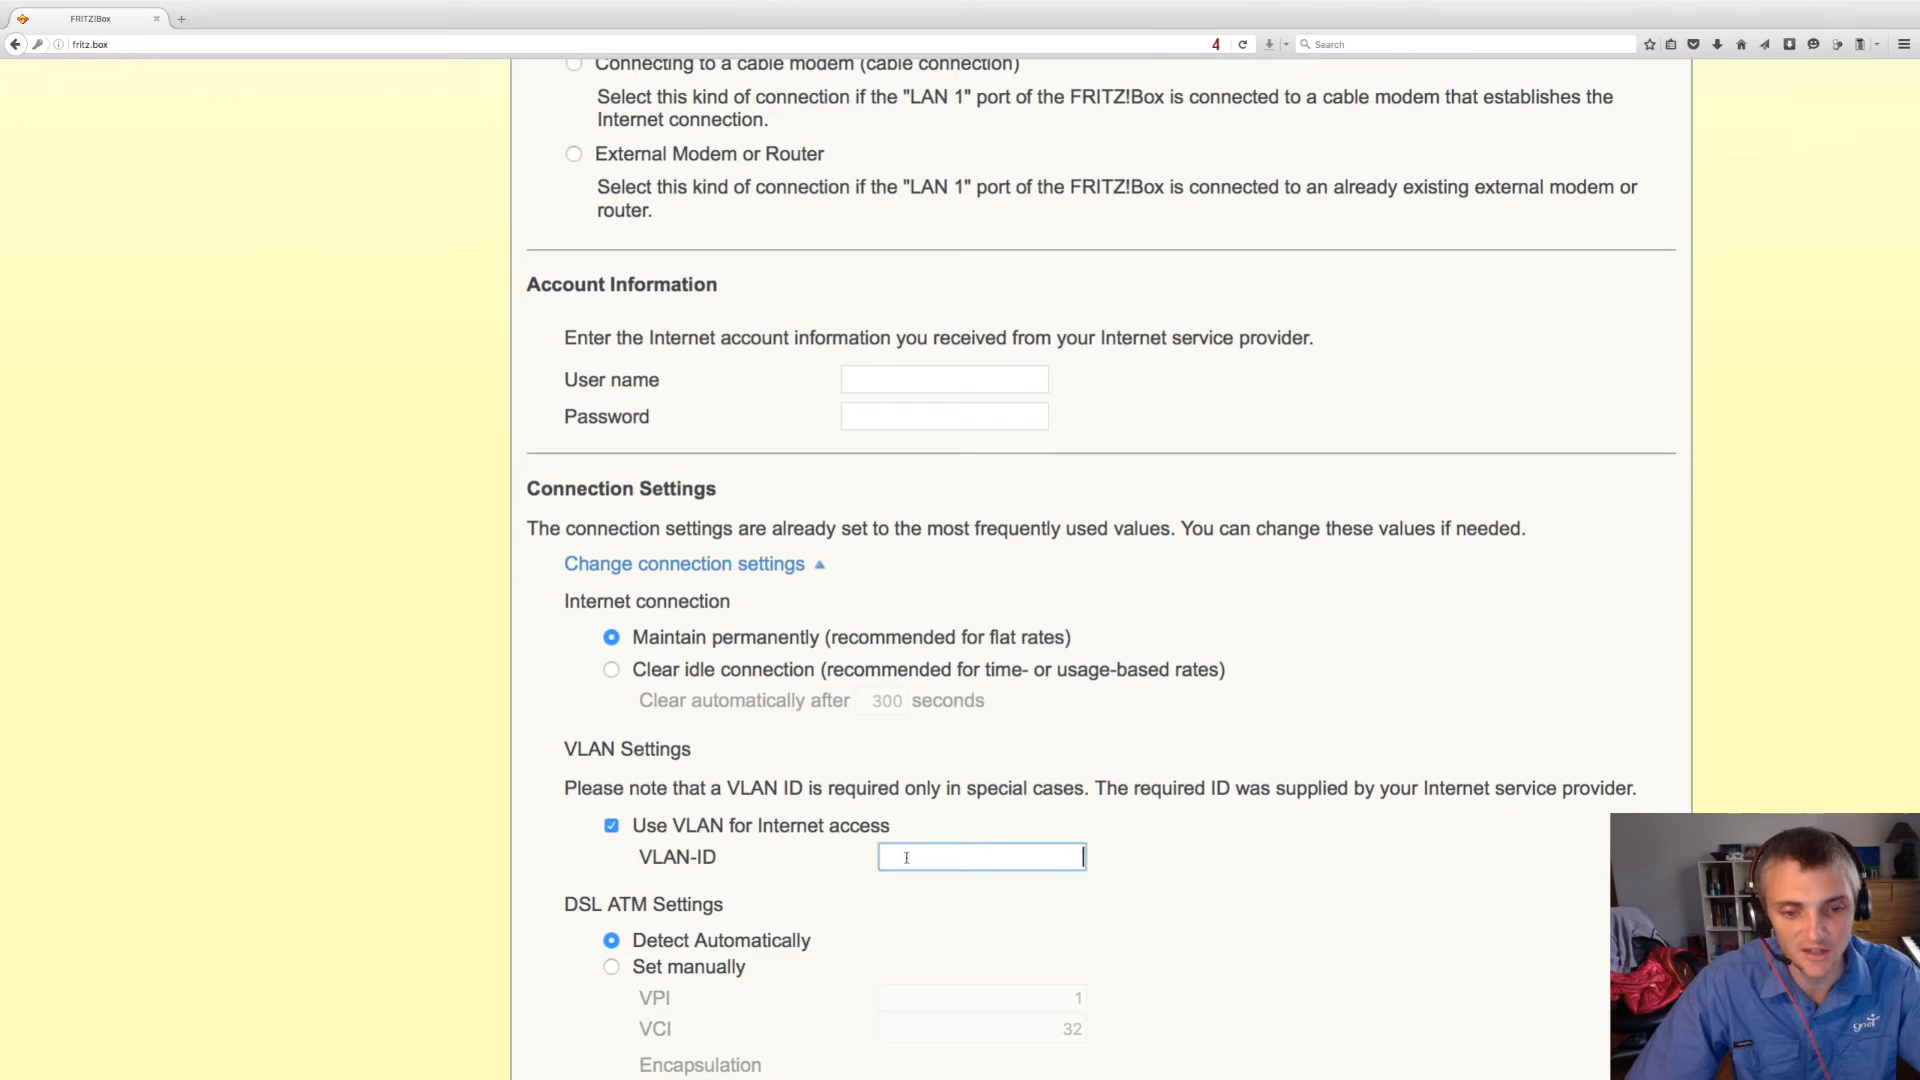 FRITZ!Box
fritz.box
4
Search
Connecting to a cable modem (cable connection)
Select this kind of connection if the "LAN 1" port of the FRITZ!Box is connected to a cable modem that establishes the
Internet connection.
External Modem or Router
Select this kind of connection if the "LAN 1" port of the FRITZ!Box is connected to an already existing external modem or
router.
Account Information
Enter the Internet account information you received from your Internet service provider.
User name
Password
Connection Settings
The connection settings are already set to the most frequently used values. You can change these values if needed.
Change connection settings
Internet connection
Maintain permanently (recommended for flat rates)
Clear idle connection (recommended for time- or usage-based rates)
Clear automatically after 300 seconds
VLAN Settings
Please note that a VLAN ID is required only in special cases. The required ID was supplied by your Internet service provider.
Use VLAN for Internet access
VLAN-ID
DSL ATM Settings
Detect Automatically
Set manually
VPI 1
VCI 32
Encapsulation